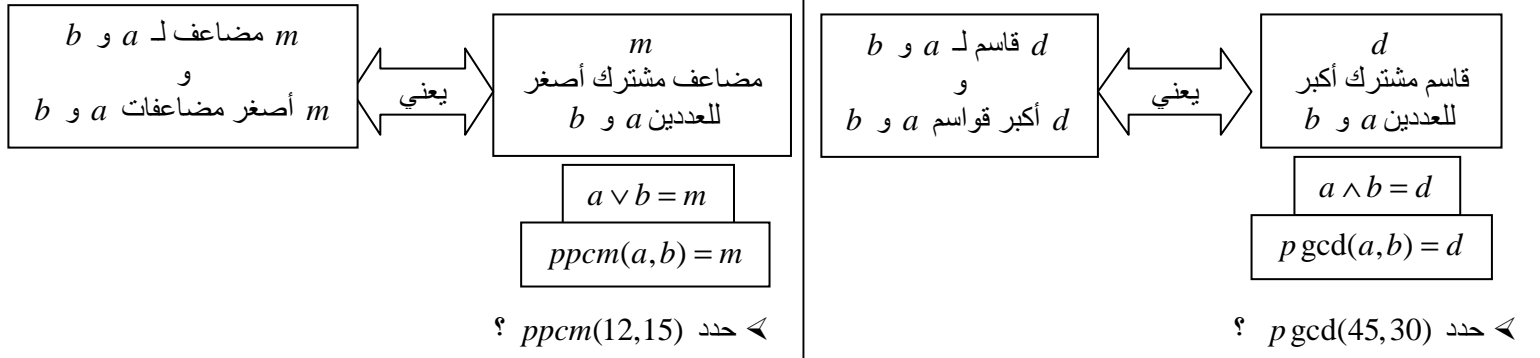 d
قاسم مشترك أكبر
للعددين a و b
يعني
d قاسم لـ a و b
و
d أكبر قواسم a و b
a ∧ b = d
p gcd(a,b) = d
➢ حدد p gcd(45,30) ؟
m
مضاعف مشترك أصغر
للعددين a و b
يعني
m مضاعف لـ a و b
و
m أصغر مضاعفات a و b
a ∨ b = m
ppcm(a,b) = m
➢ حدد ppcm(12,15) ؟